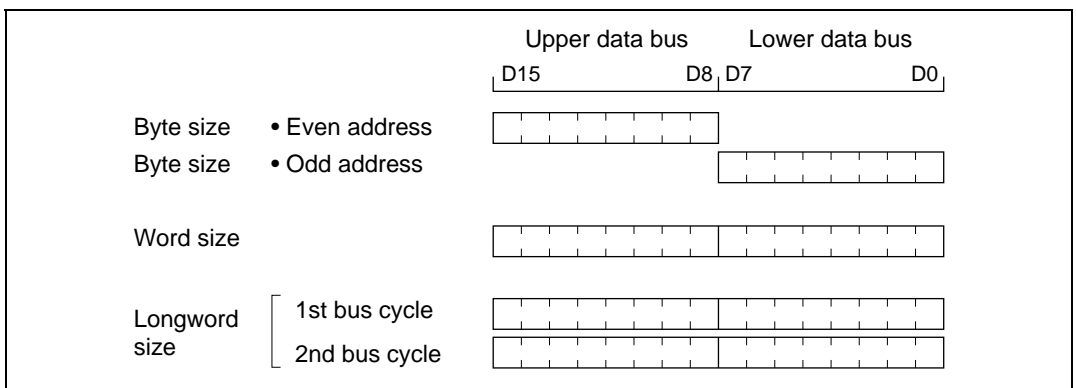 Upper data bus Lower data bus
D15 D8 D7 D0
Byte size • Even address
Byte size • Odd address
Word size
Longword size 1st bus cycle
2nd bus cycle